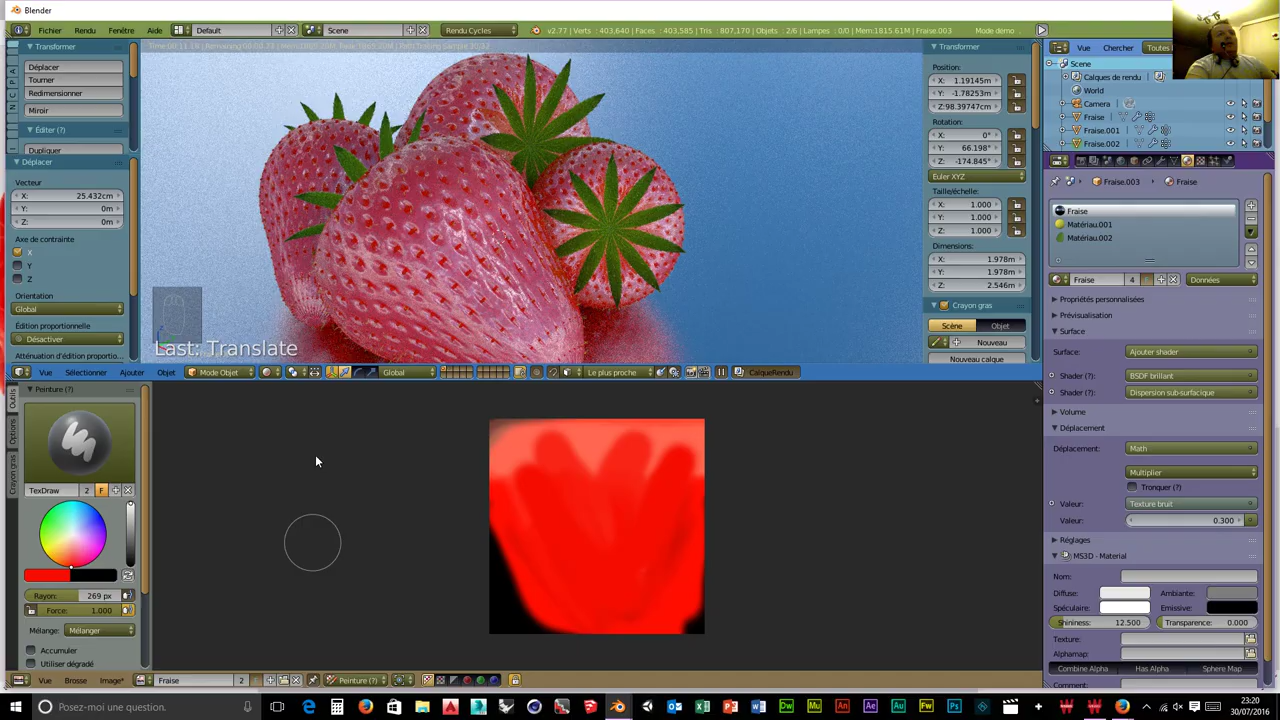 Blender
Fichier Rendu Fenêtre Aide Default Scene Rendu Cycles v2.77 | Verts : 403,640 | Faces : 403,585 | Tris : 807,170 | Objets : 2/6 | Lampes : 0/0 | Mem:1815.61M | Fraise.003 Mode demo
Transformer
Déplacer
Tourner
Redimensionner
Miroir
Éditer (?)
Dupliquer
Déplacer
Vecteur
X: 25.432cm
Y: 0m
Z: 0m
Axe de contrainte
X
Y
Z
Orientation
Global
Édition proportionnelle
Désactiver
Atténuation d'édition proportio...
Last: Translate
Transformer
Position:
X: 1.19145m
Y: -1.78253m
Z:98.39747cm
Rotation:
X: 0°
Y: 66.198°
Z: -174.845°
Euler XYZ
Taille/échelle:
X: 1.000
Y: 1.000
Z: 1.000
Dimensions:
X: 1.978m
Y: 1.978m
Z: 2.546m
Crayon gras
Scène Objet
Nouveau
Nouveau calque
Vue Chercher Toutes
Scene
Calques de rendu
World
Camera
Fraise
Fraise.001
Fraise.002
Vue Sélectionner Ajouter Objet Mode Objet Global Le plus proche CalqueRendu
Peinture (?)
Outils
Options
Crayon gras
TexDraw 2 F
Rayon: 269 px
Force: 1.000
Mélange: Mélanger
Accumuler
Utiliser dégradé
Vue Brosse Image* Fraise 2 Peinture (?)
Fraise.003 Fraise
Fraise
Matériau.001
Matériau.002
Fraise 4 Données
Propriétés personnalisées
Prévisualisation
Surface
Surface: Ajouter shader
Shader (?): BSDF brillant
Shader (?): Dispersion sub-surfacique
Volume
Déplacement
Déplacement: Math
Multiplier
Tronquer (?)
Valeur: Texture bruit
Valeur: 0.300
Réglages
MS3D - Material
Nom:
Diffuse: Ambiante:
Spéculaire: Emissive:
Shininess: 12.500 Transparence: 0.000
Texture:
Alphamap:
Combine Alpha Has Alpha Sphere Map
Comment:
Posez-moi une question.
23:20
30/07/2016